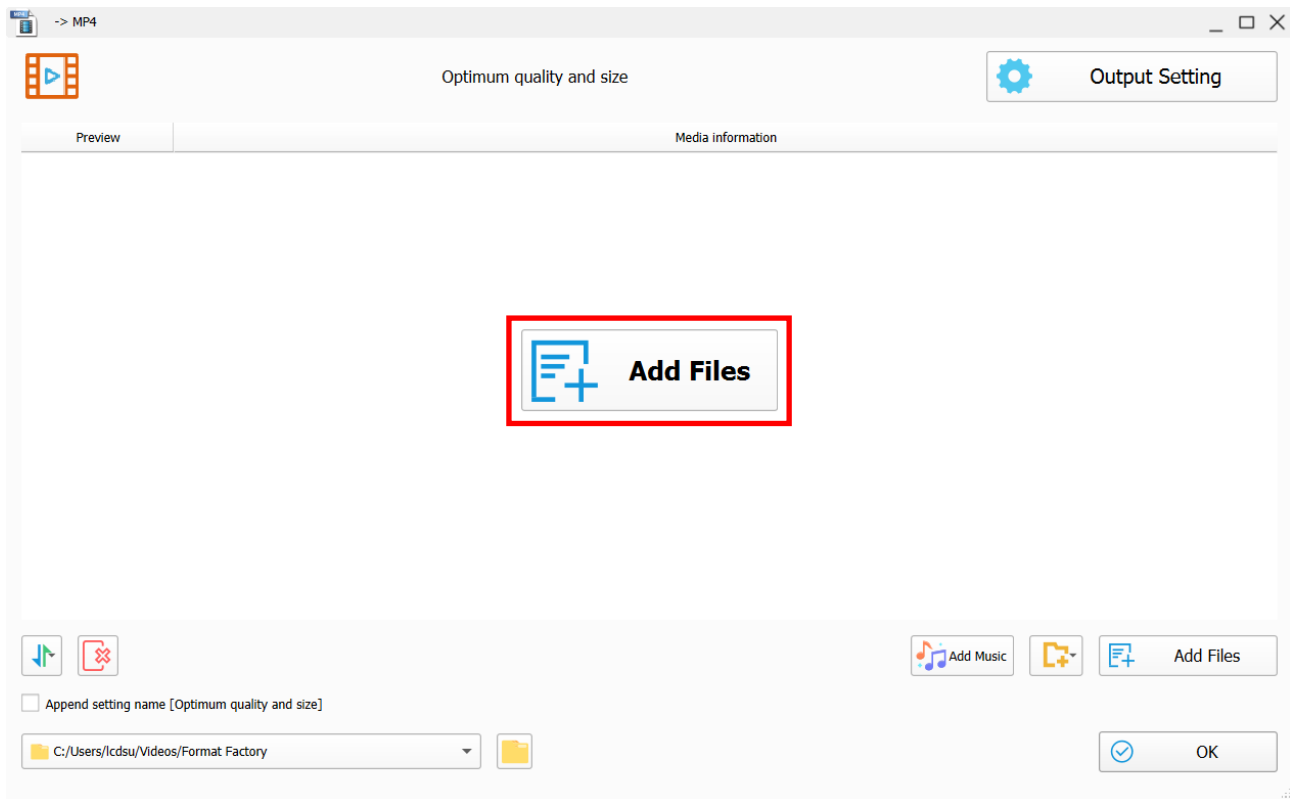 -> MP4
Optimum quality and size
Output Setting
Preview
Media information
Add Files
Add Music
Add Files
Append setting name [Optimum quality and size]
C:/Users/lcdsu/Videos/Format Factory
OK